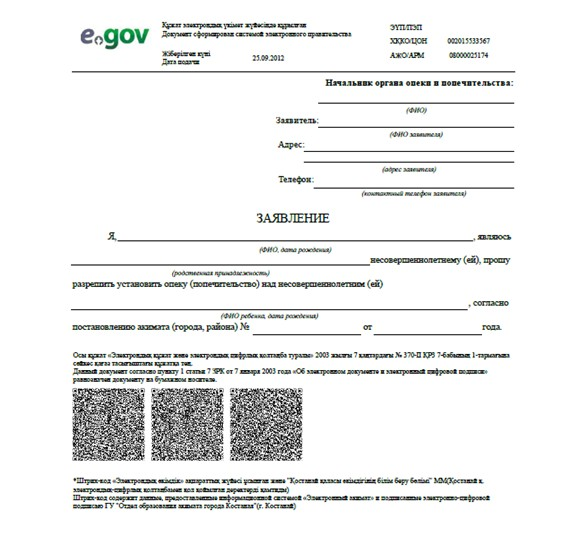 e.gov
Құжат электрондық үкімет жүйесінде құрылған
Документ сформирован системой электронного правительства
ЭҮП/ПЭП
ХҚКО/ЦОН 002015533567
Жіберілген күні
Дата подачи 25.09.2012
АЖО/АРМ 08000025174
Начальник органа опеки и попечительства:
(ФИО)
Заявитель:
(ФИО заявителя)
Адрес:
(адрес заявителя)
Телефон:
(контактный телефон заявителя)
ЗАЯВЛЕНИЕ
Я, , являюсь
(ФИО, дата рождения)
несовершеннолетнему (ей), прошу
(родственная принадлежность)
разрешить установить опеку (попечительство) над несовершеннолетним (ей)
, согласно
(ФИО ребенка, дата рождения)
постановлению акимата (города, района) № от года.
Осы құжат «Электрондық құжат және электрондық цифрлық қолтаңба туралы» 2003 жылғы 7 қаңтардағы № 370-II ҚРЗ 7-бабының 1-тармағына
сәйкес қағаз тасығыштағы құжатқа тең.
Данный документ согласно пункту 1 статьи 7 ЗРК от 7 января 2003 года «Об электронном документе и электронный цифровой подписи»
равнозначен документу на бумажном носителе.
*Штрих-код «Электрондық әкімдік» ақпараттық жүйесі ұсынған және "Қостанай қаласы әкімдігінің білім беру бөлімі" ММ(Қостанай қ.
электрондық-цифрлық қолтаңбамен қол қойылған деректерді қамтиды)
Штрих-код содержит данные, предоставленные информационной системой «Электронный акимат» и подписанные электронно-цифровой
подписью ГУ "Отдел образования акимата города Костаная"(г. Костанай)